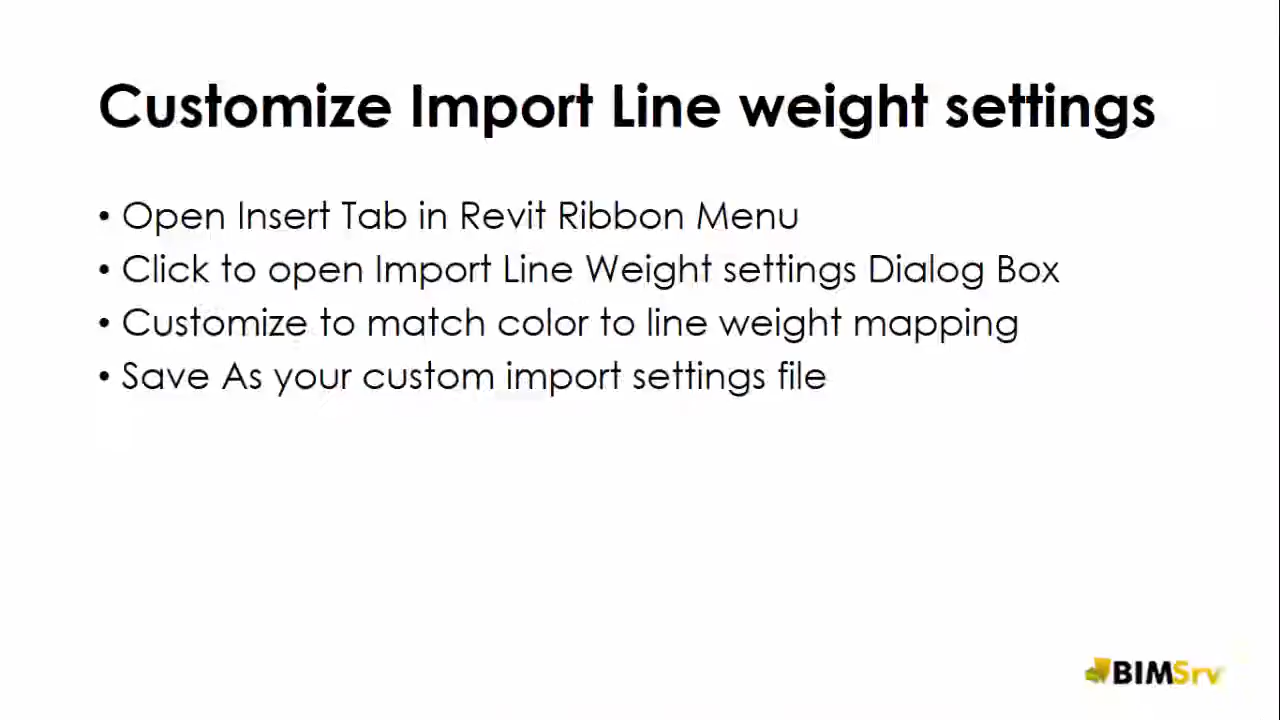 Customize Import Line weight settings
• Open Insert Tab in Revit Ribbon Menu
• Click to open Import Line Weight settings Dialog Box
• Customize to match color to line weight mapping
• Save As your custom import settings file
BIMSrv